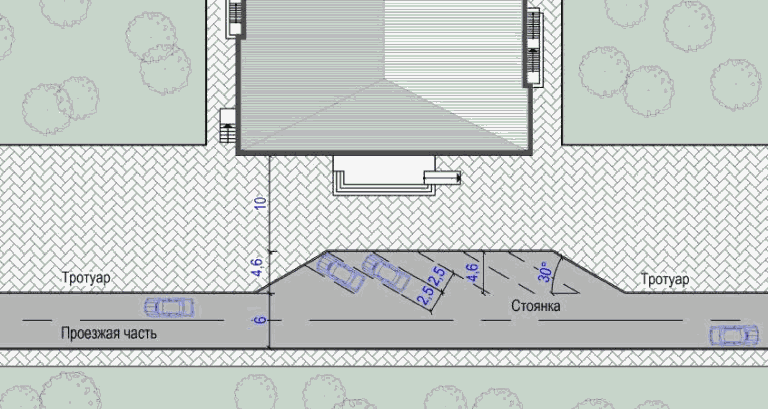 10
4,6
Тротуар
6
Проезжая часть
2,5
2,5
4,6
30°
Стоянка
Тротуар